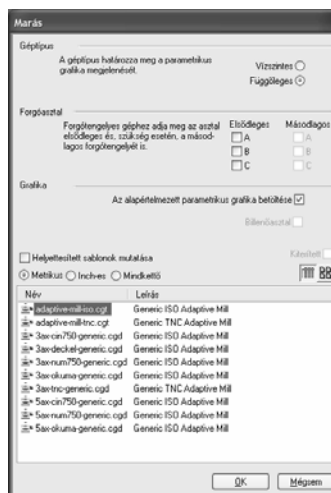 Marás
Géptípus
A géptípus határozza meg a parametrikus
grafika megjelenését.
Vízszintes
Függőleges
Forgóasztal
Forgótengelyes géphez adja meg az asztal
elsődleges és, szükség esetén, a másod-
lagos forgótengelyét is.
Elsődleges Másodlagos
A A
B B
C C
Grafika
Az alapértelmezett parametrikus grafika betöltése
Billenőasztal
Kiterített
Helyettesített sablonok mutatása
Metrikus Inch-es Mindkettő
Név Leírás
adaptive-mill-iso.cgt Generic ISO Adaptive Mill
adaptive-mill-tnc.cgt Generic TNC Adaptive Mill
3ax-cin750-generic.cgd Generic ISO Adaptive Mill
3ax-deckel-generic.cgd Generic ISO Adaptive Mill
3ax-num750-generic.cgd Generic ISO Adaptive Mill
3ax-okuma-generic.cgd Generic ISO Adaptive Mill
3ax-tnc-generic.cgd Generic TNC Adaptive Mill
5ax-cin750-generic.cgd Generic ISO Adaptive Mill
5ax-num750-generic.cgd Generic ISO Adaptive Mill
5ax-okuma-generic.cgd Generic ISO Adaptive Mill
OK Mégsem